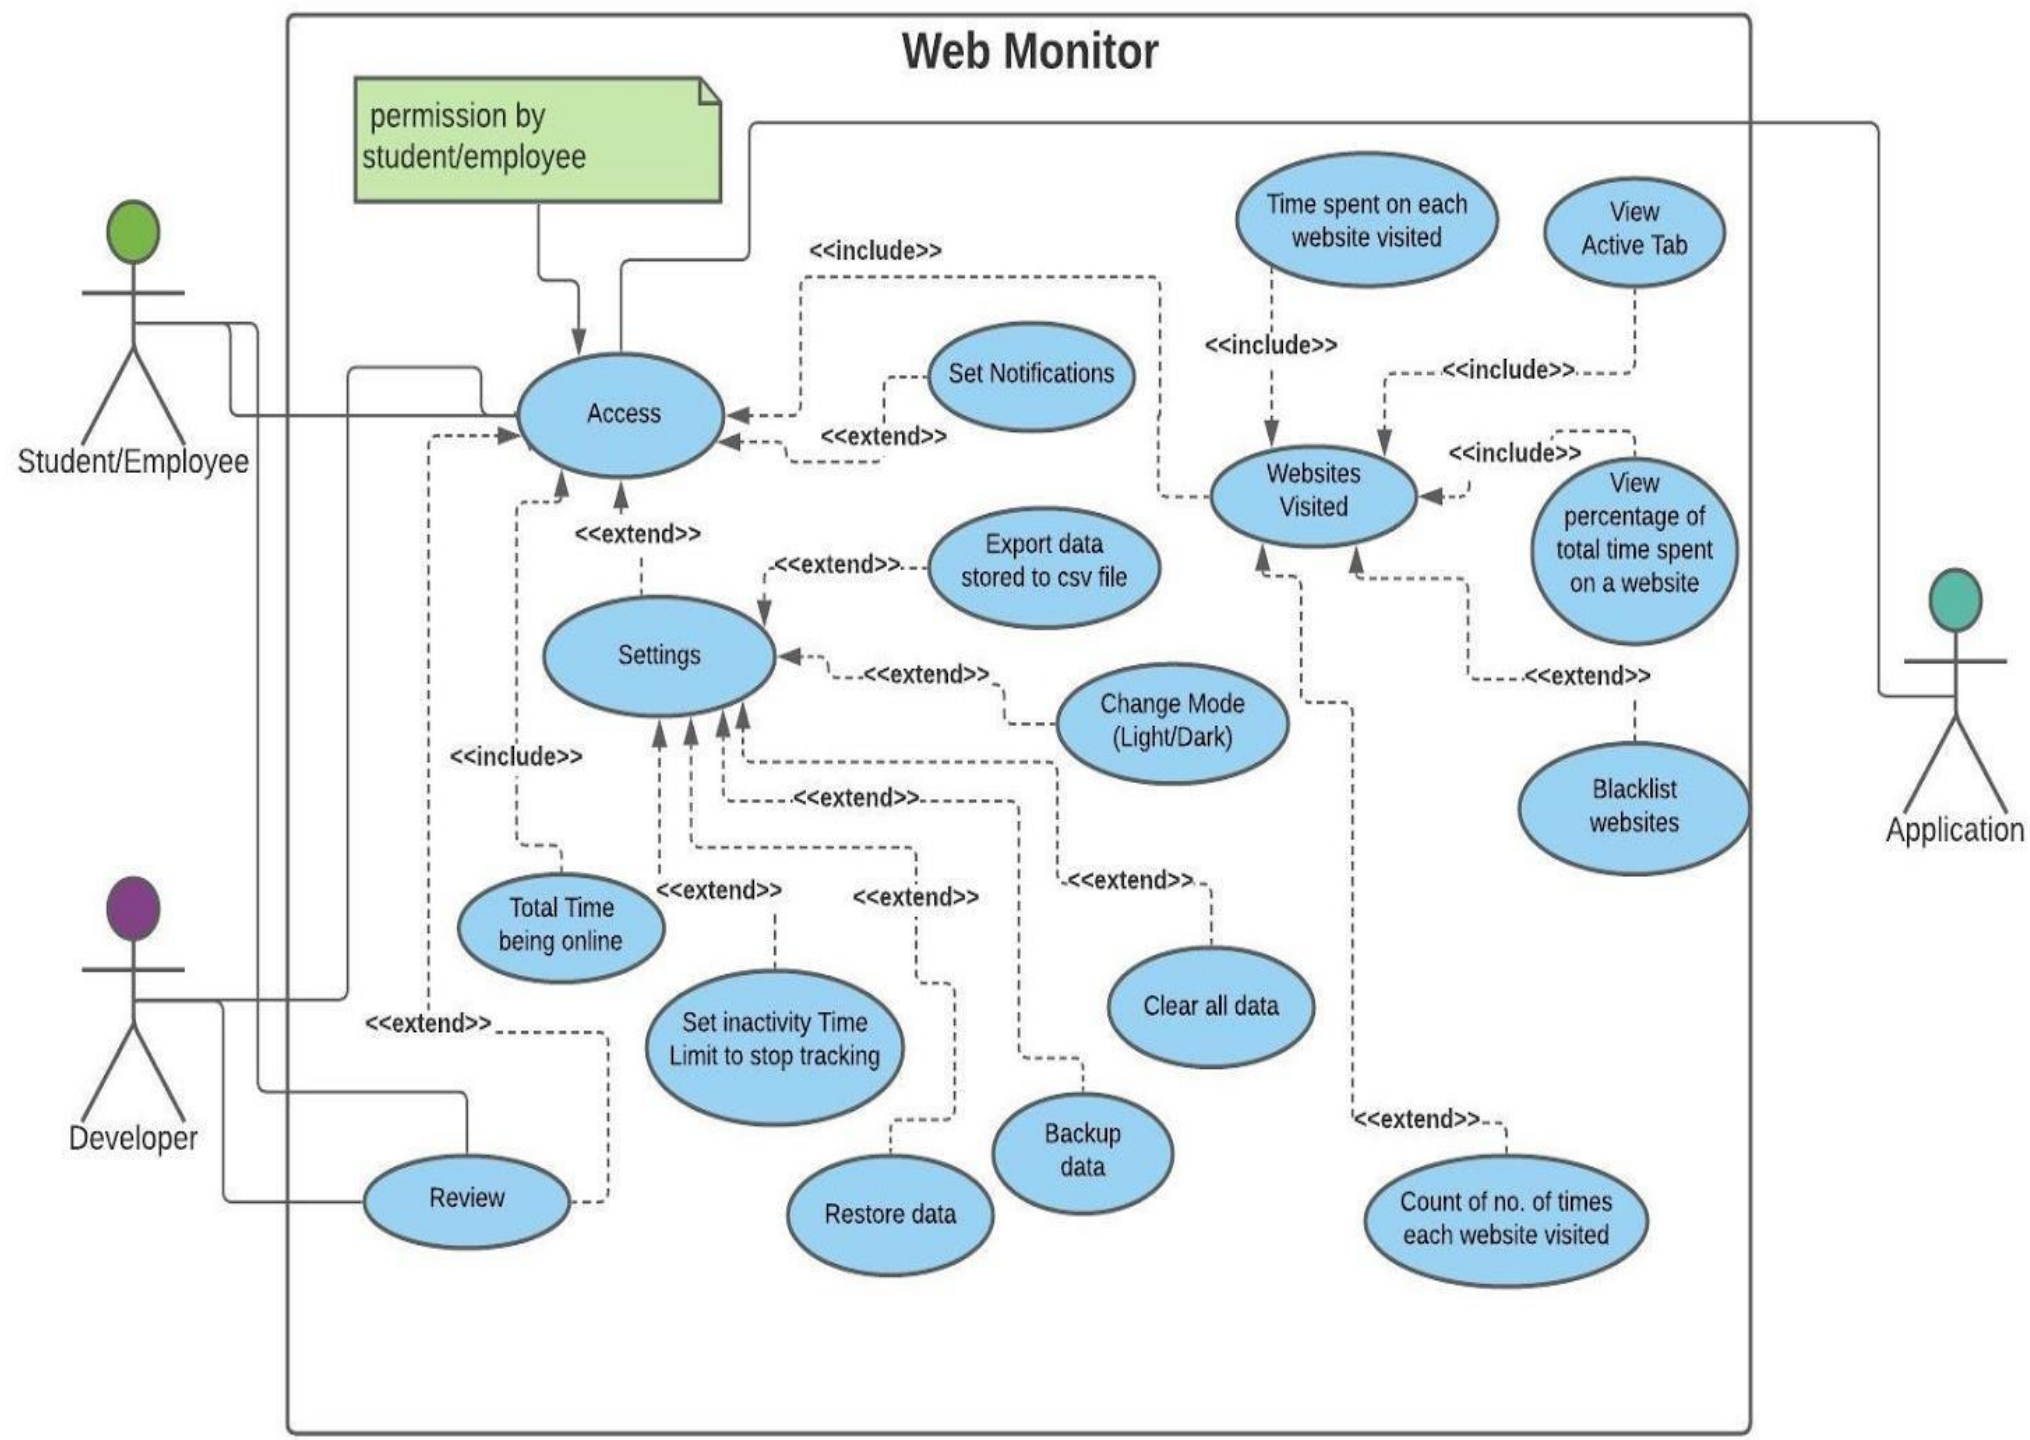 Web Monitor
permission by
student/employee
Time spent on each
website visited
View
Active Tab
<<include>>
<<include>>
<<include>>
Set Notifications
Access
<<extend>>
<<include>>
Student/Employee
Websites
Visited
View
percentage of
total time spent
on a website
<<extend>>
Export data
stored to csv file
<<extend>>
Settings
<<extend>>
<<extend>>
Change Mode
(Light/Dark)
<<include>>
<<extend>>
Blacklist
websites
Application
<<extend>>
<<extend>>
<<extend>>
Total Time
being online
Clear all data
Set inactivity Time
Limit to stop tracking
<<extend>>
Developer
Backup
data
<<extend>>
Review
Restore data
Count of no. of times
each website visited